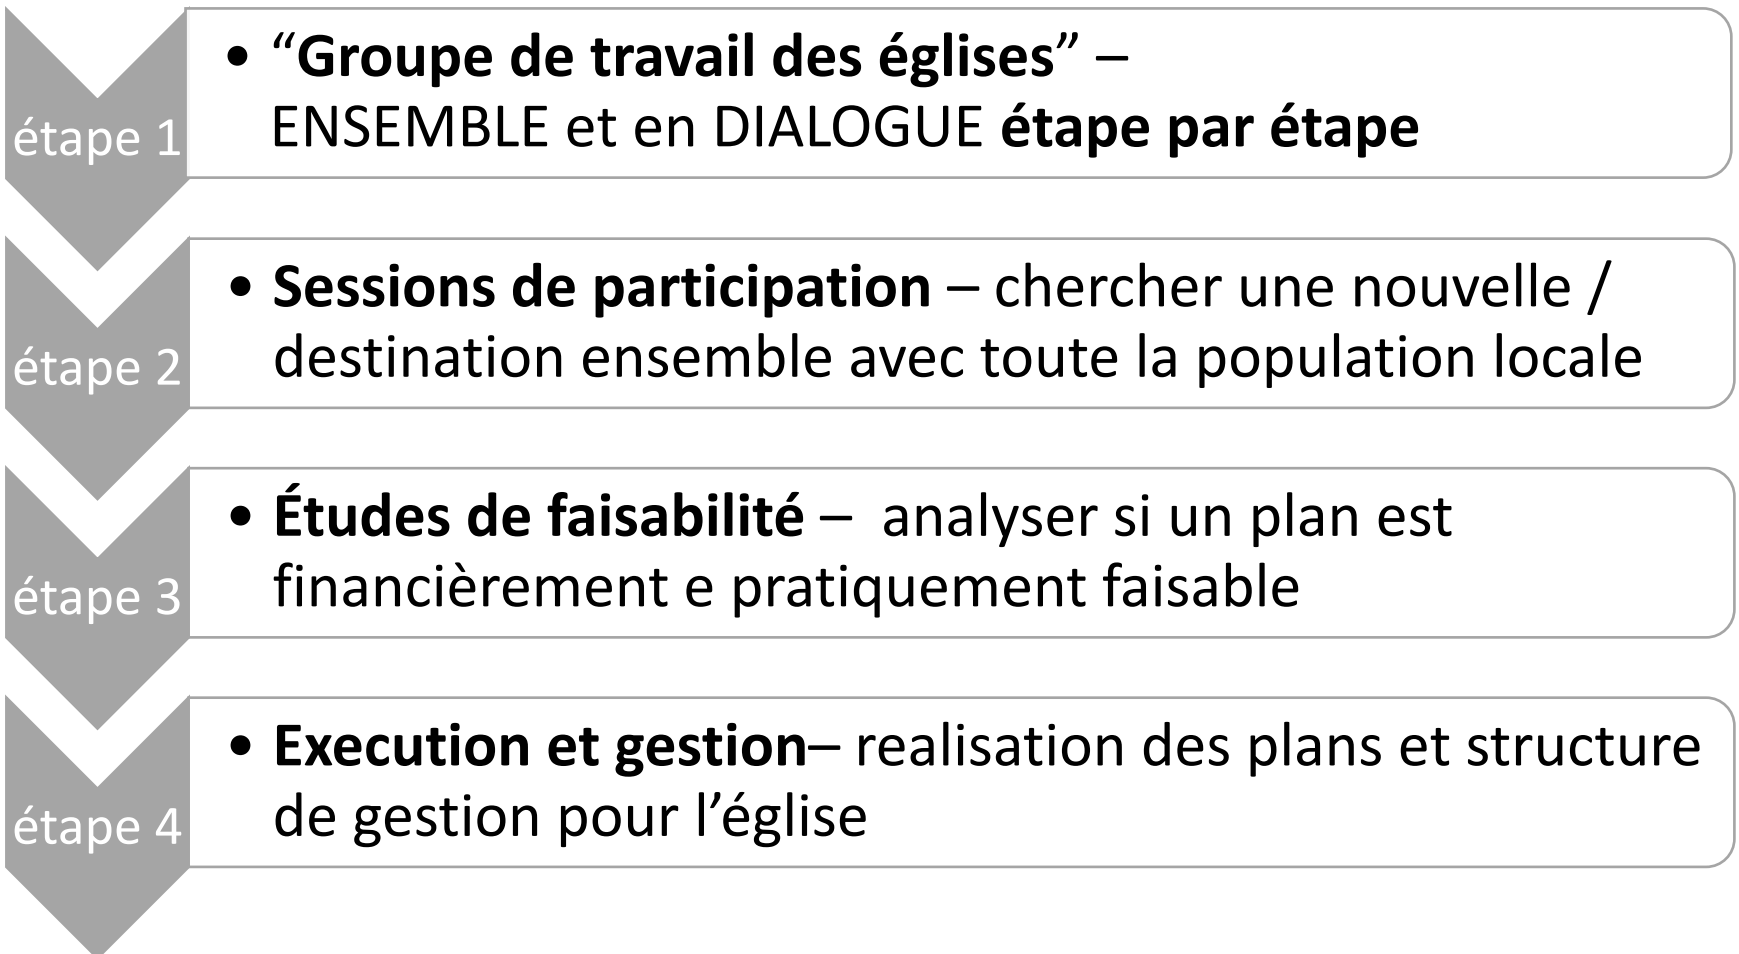 étape 1
• “Groupe de travail des églises” –
ENSEMBLE et en DIALOGUE étape par étape
étape 2
• Sessions de participation – chercher une nouvelle /
destination ensemble avec toute la population locale
étape 3
• Études de faisabilité –  analyser si un plan est
financièrement e pratiquement faisable
étape 4
• Execution et gestion– realisation des plans et structure
de gestion pour l’église